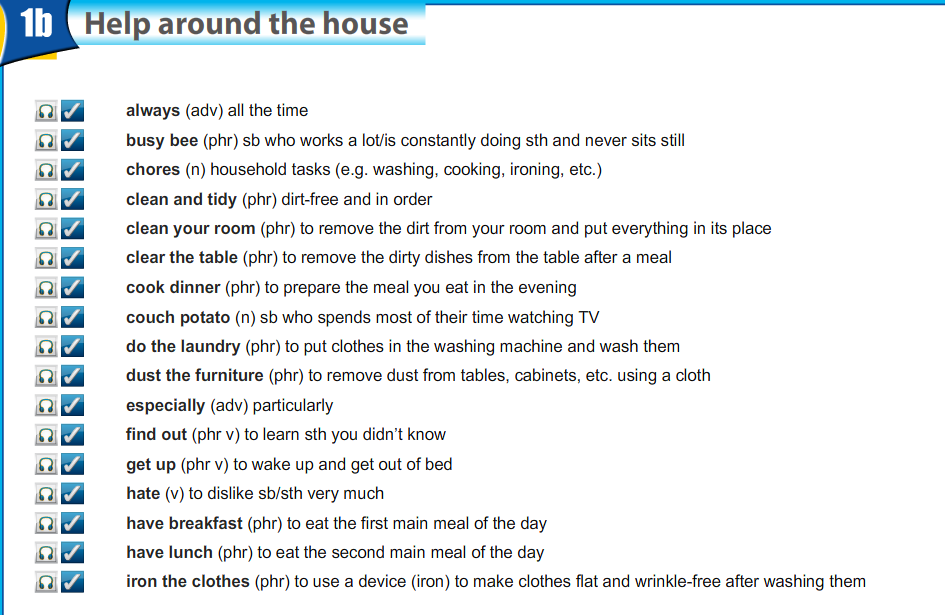 1b Help around the house
always (adv) all the time
busy bee (phr) sb who works a lot/is constantly doing sth and never sits still
chores (n) household tasks (e.g. washing, cooking, ironing, etc.)
clean and tidy (phr) dirt-free and in order
clean your room (phr) to remove the dirt from your room and put everything in its place
clear the table (phr) to remove the dirty dishes from the table after a meal
cook dinner (phr) to prepare the meal you eat in the evening
couch potato (n) sb who spends most of their time watching TV
do the laundry (phr) to put clothes in the washing machine and wash them
dust the furniture (phr) to remove dust from tables, cabinets, etc. using a cloth
especially (adv) particularly
find out (phr v) to learn sth you didn’t know
get up (phr v) to wake up and get out of bed
hate (v) to dislike sb/sth very much
have breakfast (phr) to eat the first main meal of the day
have lunch (phr) to eat the second main meal of the day
iron the clothes (phr) to use a device (iron) to make clothes flat and wrinkle-free after washing them